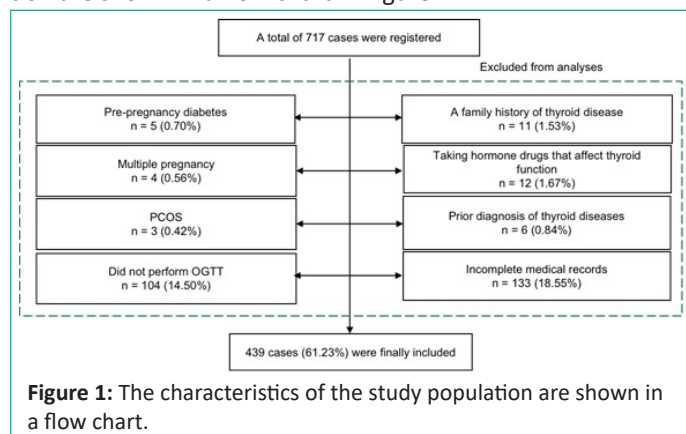 A total of 717 cases were registered
Excluded from analyses
Pre-pregnancy diabetes
n = 5 (0.70%)
A family history of thyroid disease
n = 11 (1.53%)
Multiple pregnancy
n = 4 (0.56%)
Taking hormone drugs that affect thyroid
function
n = 12 (1.67%)
PCOS
n = 3 (0.42%)
Prior diagnosis of thyroid diseases
n = 6 (0.84%)
Did not perform OGTT
n = 104 (14.50%)
Incomplete medical records
n = 133 (18.55%)
439 cases (61.23%) were finally included
Figure 1: The characteristics of the study population are shown in
a flow chart.